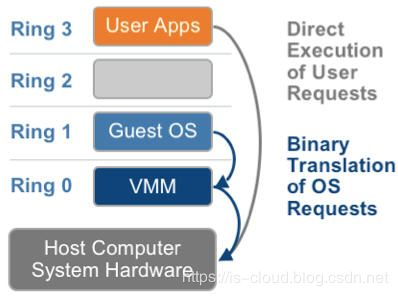 Ring 3
User Apps
Direct
Execution
of User
Requests
Ring 2
Ring 1
Guest OS
Binary
Translation
of OS
Requests
Ring 0
VMM
Host Computer
System Hardware
https://is-cloud.blog.csdn.net